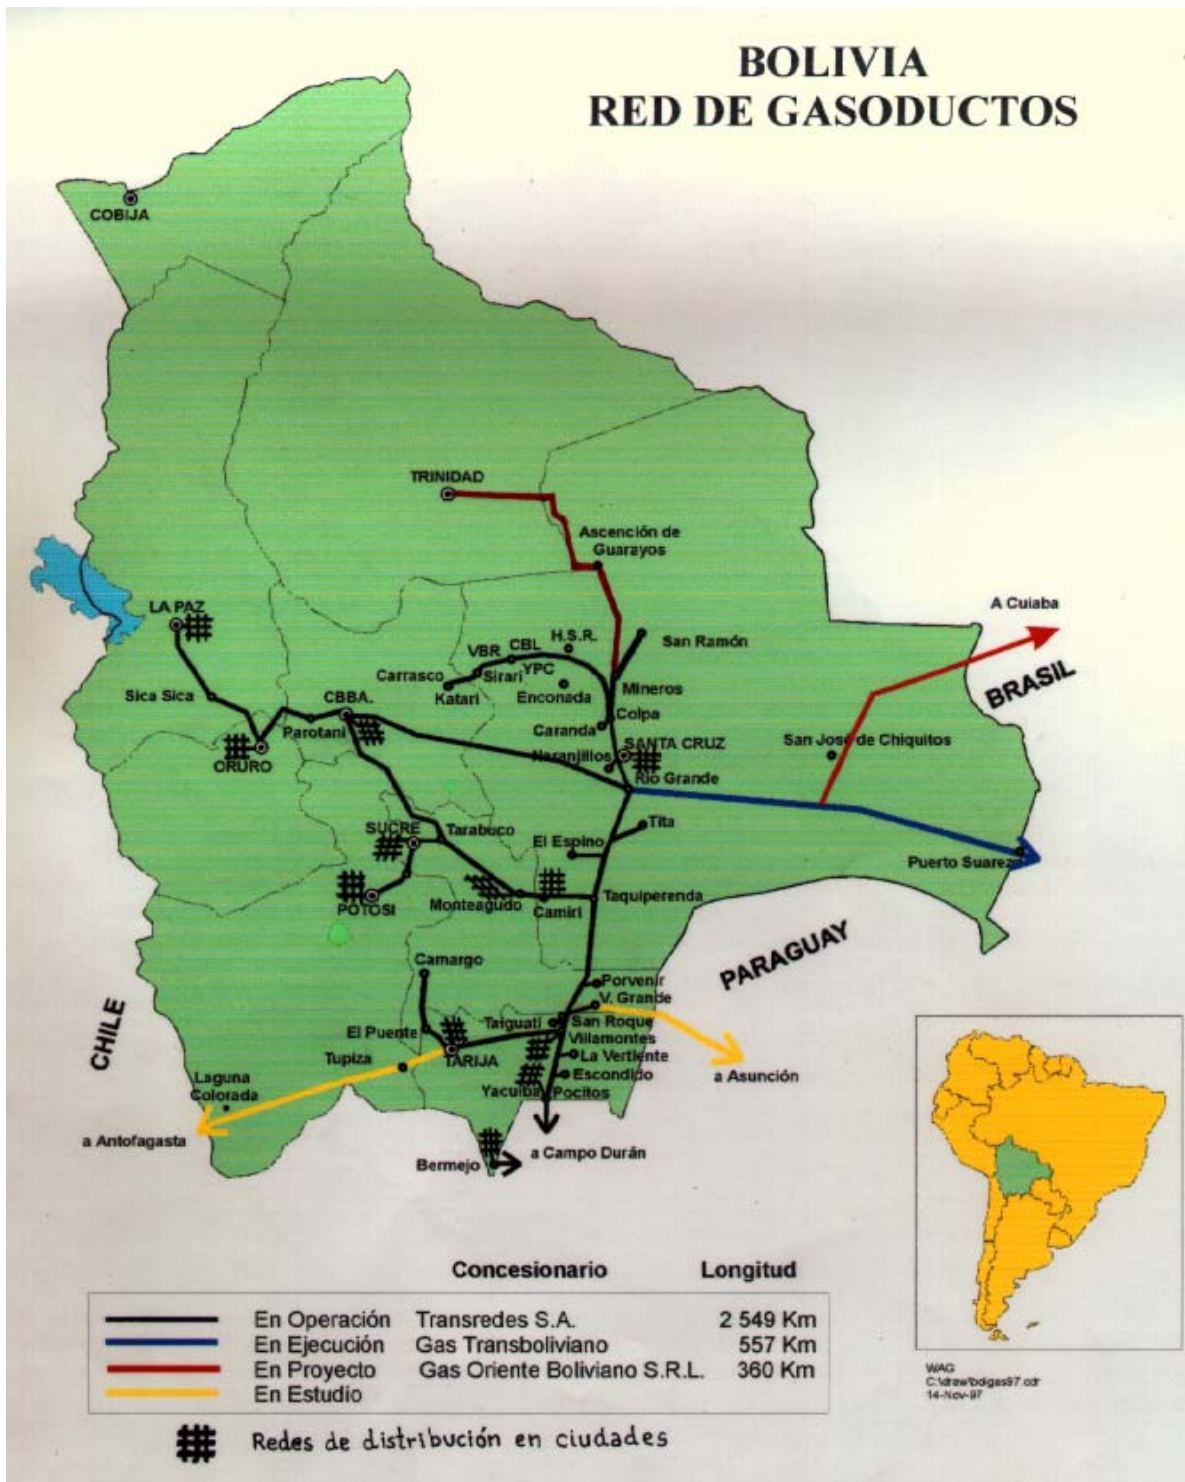 BOLIVIA
RED DE GASODUCTOS
COBIJA
TRINIDAD
Ascención de
Guarayos
A Cuiaba
LA PAZ
H.S.R.
San Ramón
VBR
CBL
BRASIL
Carrasco
Sirari
YPC
Katari
Enconada
Mineros
Sica Sica
CBBA.
Caranda
Colpa
Parotani
ORURO
Naranjillos
SANTA CRUZ
San José de Chiquitos
Río Grande
SUCRE
Tarabuco
Tita
El Espino
Puerto Suarez
POTOSI
Monteagudo
Camiri
Taquiperenda
PARAGUAY
Camargo
Porvenir
V. Grande
CHILE
El Puente
Taiguati
San Roque
Villamontes
Tupiza
TARIJA
La Vertiente
a Asunción
Laguna
Colorada
Escondido
Yacuiba
Pocitos
a Antofagasta
a Campo Durán
Bermejo
Concesionario Longitud
En Operación Transredes S.A. 2 549 Km
En Ejecución Gas Transboliviano 557 Km
En Proyecto Gas Oriente Boliviano S.R.L. 360 Km
En Estudio
Redes de distribución en ciudades
WAG
C:\draw\bolgas97.cdr
14-Nov-97